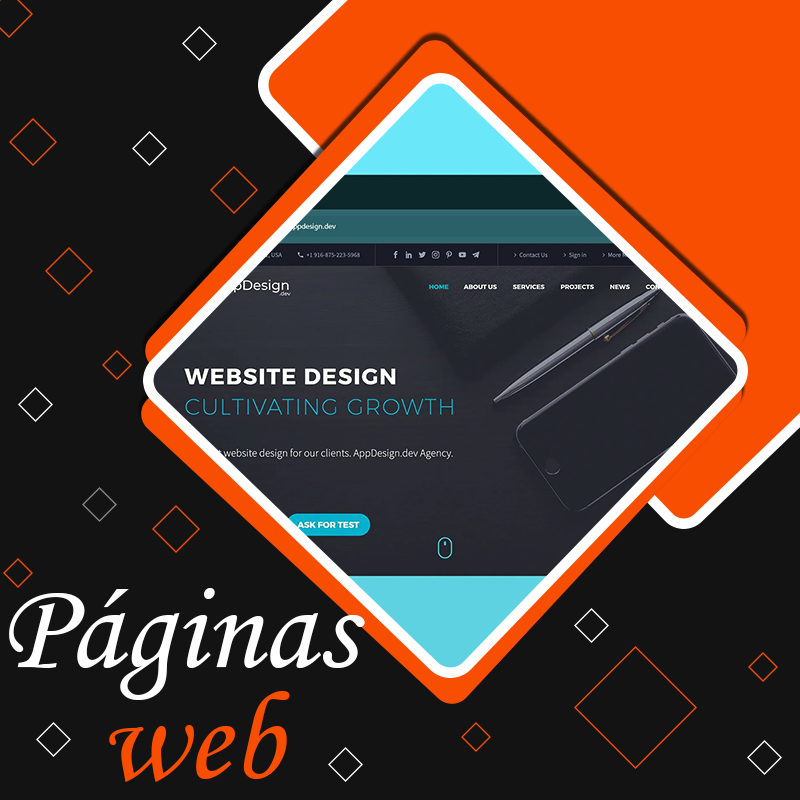 ppdesign.dev
, USA
+1 916-875-223-5968
Contact Us
Sign in
More
pDesign
.dev
HOME
ABOUT US
SERVICES
PROJECTS
NEWS
CON
WEBSITE DESIGN
CULTIVATING GROWTH
t website design for our clients. AppDesign.dev Agency.
ASK FOR TEST
Páginas
web